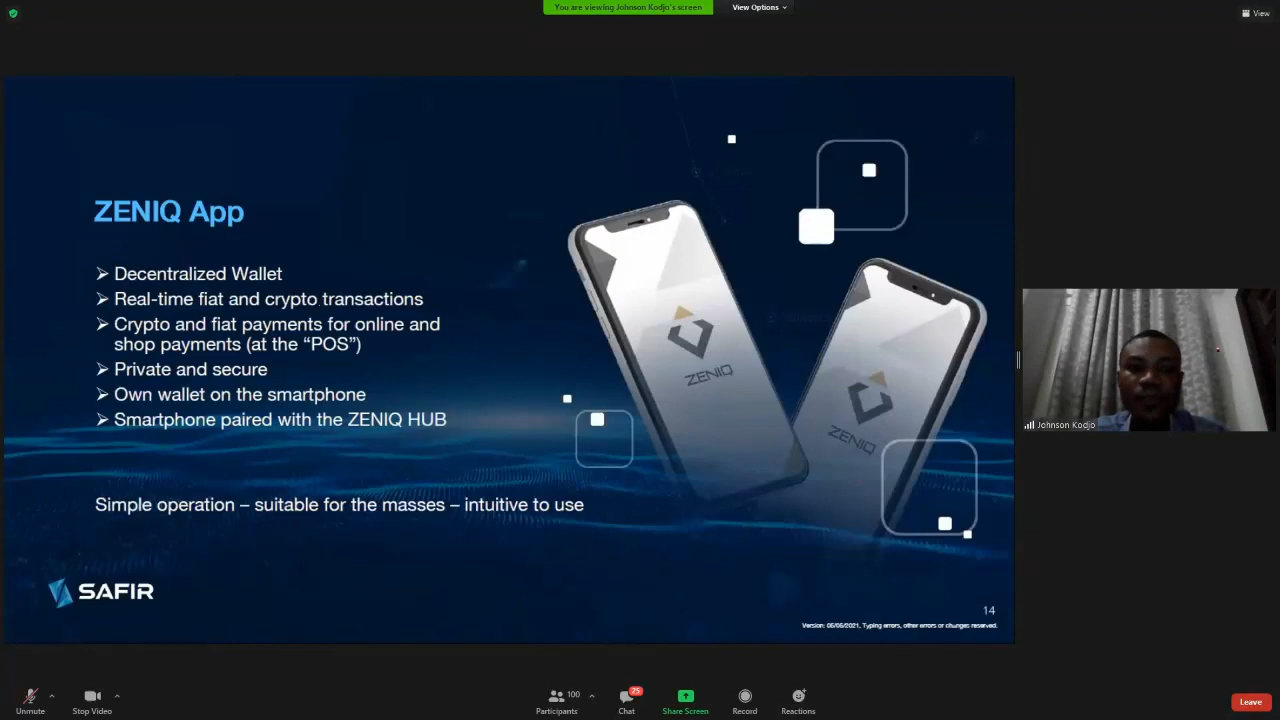 You are viewing Johnson Kodjo's screen
View Options
View
ZENIQ App
➢ Decentralized Wallet
➢ Real-time fiat and crypto transactions
➢ Crypto and fiat payments for online and
shop payments (at the “POS”)
➢ Private and secure
➢ Own wallet on the smartphone
➢ Smartphone paired with the ZENIQ HUB
Simple operation – suitable for the masses – intuitive to use
ZENIQ
ZENIQ
SAFIR
14
Version: 05/05/2021, Typing errors, other errors or changes reserved.
Johnson Kodjo
Unmute
Stop Video
100
Participants
25
Chat
Share Screen
Record
Reactions
Leave